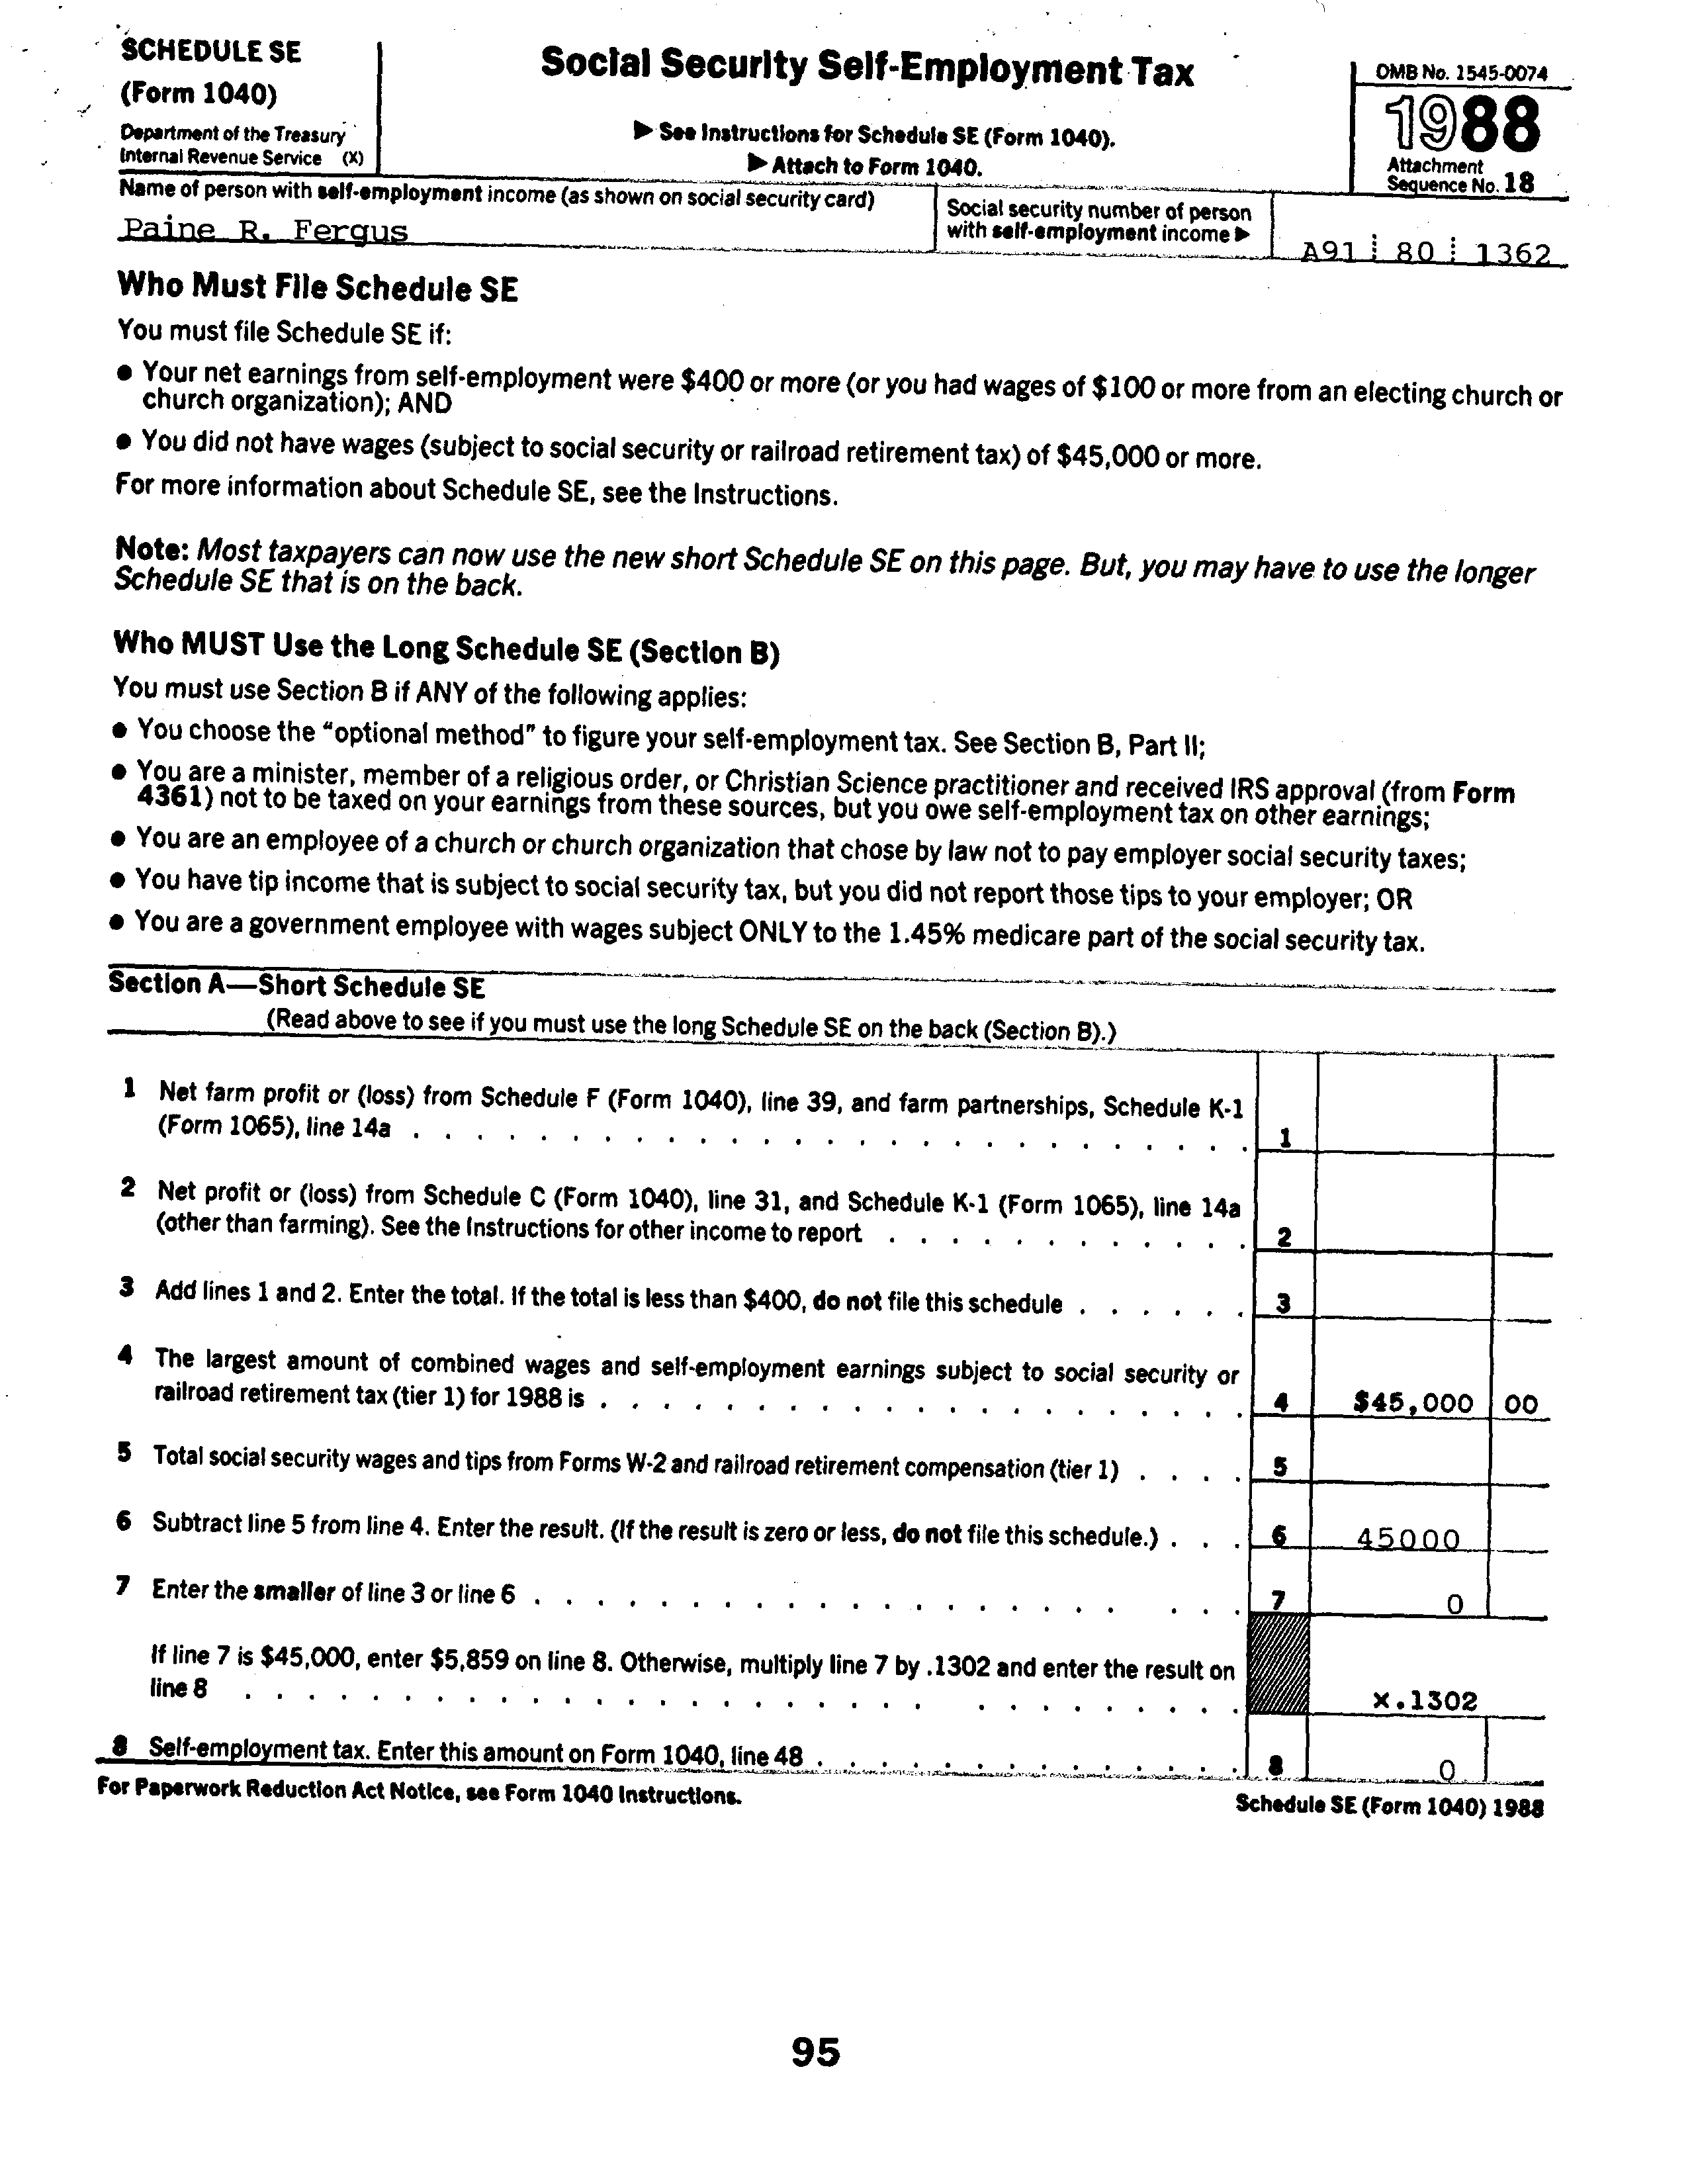 SCHEDULE SE
(Form 1040)
Department of the Treasury
Internal Revenue Service (X)
Social Security Self-Employment Tax
▶ See Instructions for Schedule SE (Form 1040).
▶ Attach to Form 1040.
OMB No. 1545-0074
1988
Attachment
Sequence No. 18
Name of person with self-employment income (as shown on social security card)
Paine R. Fergus
Social security number of person
with self-employment income ▶
A91 80 1362
Who Must File Schedule SE
You must file Schedule SE if:
● Your net earnings from self-employment were $400 or more (or you had wages of $100 or more from an electing church or
church organization); AND
● You did not have wages (subject to social security or railroad retirement tax) of $45,000 or more.
For more information about Schedule SE, see the Instructions.
Note: Most taxpayers can now use the new short Schedule SE on this page. But, you may have to use the longer
Schedule SE that is on the back.
Who MUST Use the Long Schedule SE (Section B)
You must use Section B if ANY of the following applies:
● You choose the "optional method" to figure your self-employment tax. See Section B, Part II;
● You are a minister, member of a religious order, or Christian Science practitioner and received IRS approval (from Form
4361) not to be taxed on your earnings from these sources, but you owe self-employment tax on other earnings;
● You are an employee of a church or church organization that chose by law not to pay employer social security taxes;
● You have tip income that is subject to social security tax, but you did not report those tips to your employer; OR
● You are a government employee with wages subject ONLY to the 1.45% medicare part of the social security tax.
Section A—Short Schedule SE
(Read above to see if you must use the long Schedule SE on the back (Section B).)
1 Net farm profit or (loss) from Schedule F (Form 1040), line 39, and farm partnerships, Schedule K-1
(Form 1065), line 14a . . . . . . . . . . . . . . . . . . . . . . . . . . . 1
2 Net profit or (loss) from Schedule C (Form 1040), line 31, and Schedule K-1 (Form 1065), line 14a
(other than farming). See the Instructions for other income to report . . . . . . . . . . . . 2
3 Add lines 1 and 2. Enter the total. If the total is less than $400, do not file this schedule . . . . . . 3
4 The largest amount of combined wages and self-employment earnings subject to social security or
railroad retirement tax (tier 1) for 1988 is . . . . . . . . . . . . . . . . . . . . . 4 $45,000 00
5 Total social security wages and tips from Forms W-2 and railroad retirement compensation (tier 1) . . . . 5
6 Subtract line 5 from line 4. Enter the result. (If the result is zero or less, do not file this schedule.) . . . 6 45000
7 Enter the smaller of line 3 or line 6 . . . . . . . . . . . . . . . . . . . . . . 7 0
If line 7 is $45,000, enter $5,859 on line 8. Otherwise, multiply line 7 by .1302 and enter the result on
line 8 . . . . . . . . . . . . . . . . . . . . . . . . . . . . . . x.1302
8 Self-employment tax. Enter this amount on Form 1040, line 48 . . . . . . . . . . . . . . 8 0
For Paperwork Reduction Act Notice, see Form 1040 Instructions.
Schedule SE (Form 1040) 1988
95